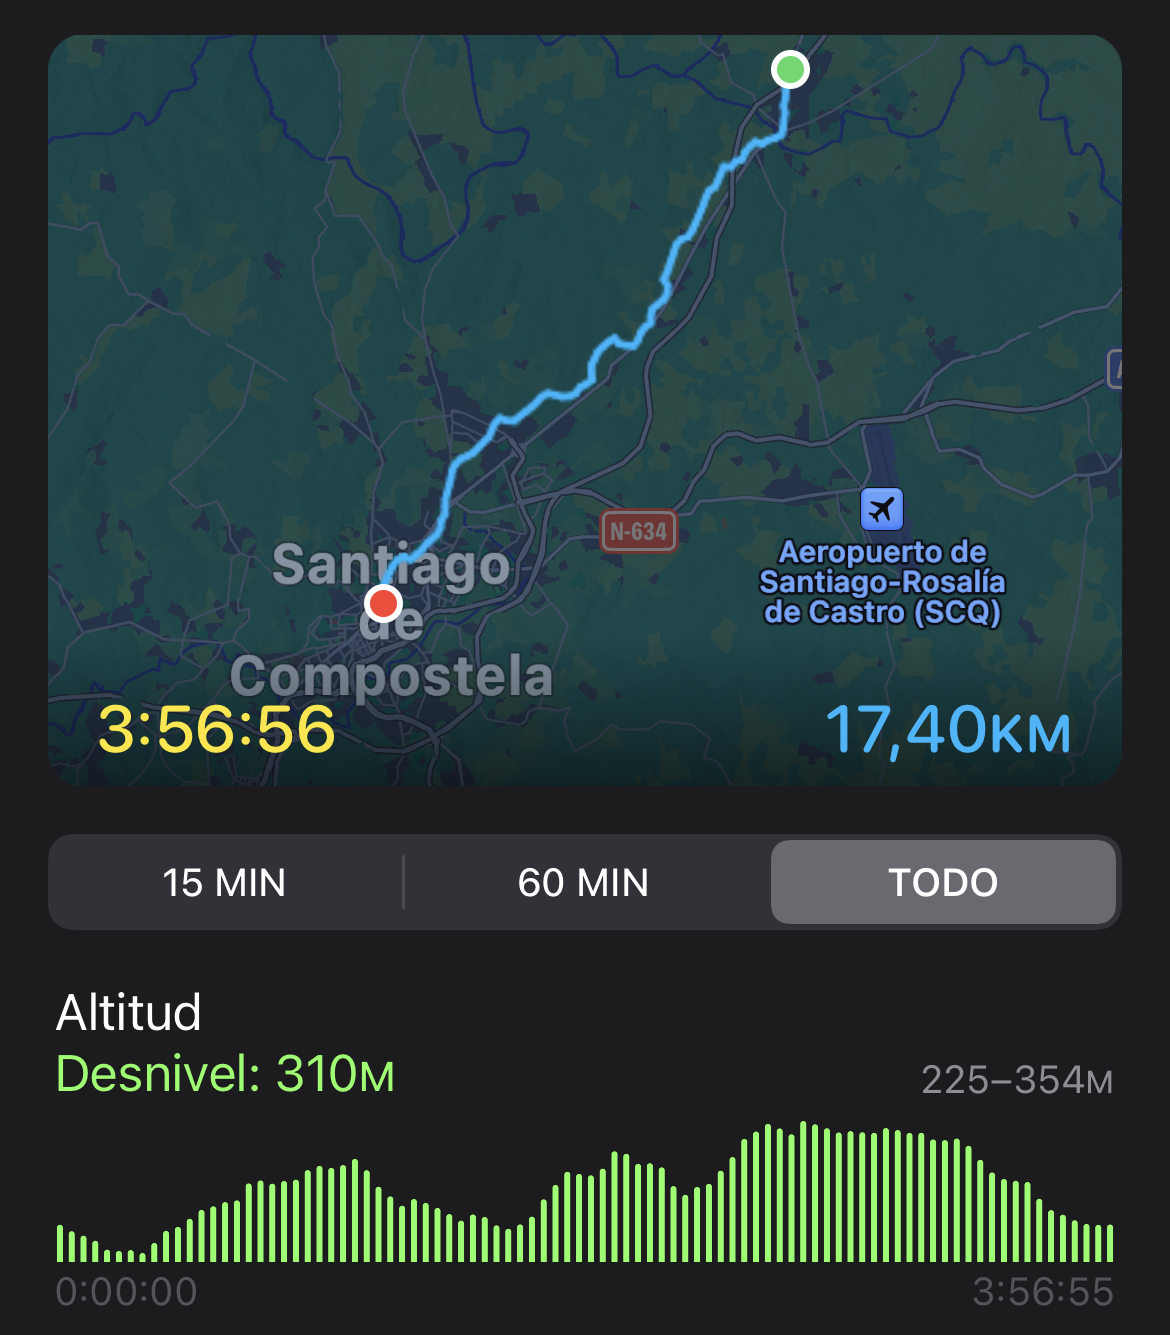 Santiago
de
Compostela
N-634
Aeropuerto de
Santiago-Rosalía
de Castro (SCQ)
3:56:56
17,40KM
15 MIN
60 MIN
TODO
Altitud
Desnivel: 310M
225–354M
0:00:00
3:56:55